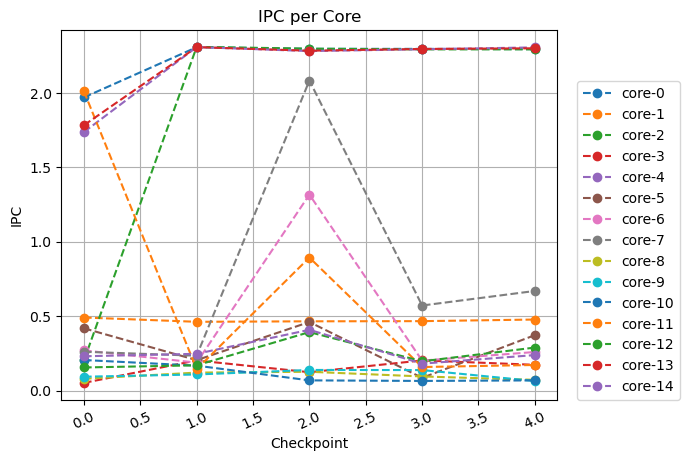 IPC per Core
IPC
2.0
1.5
1.0
0.5
0.0
0.0
0.5
1.0
1.5
2.0
2.5
3.0
3.5
4.0
Checkpoint
core-0
core-1
core-2
core-3
core-4
core-5
core-6
core-7
core-8
core-9
core-10
core-11
core-12
core-13
core-14